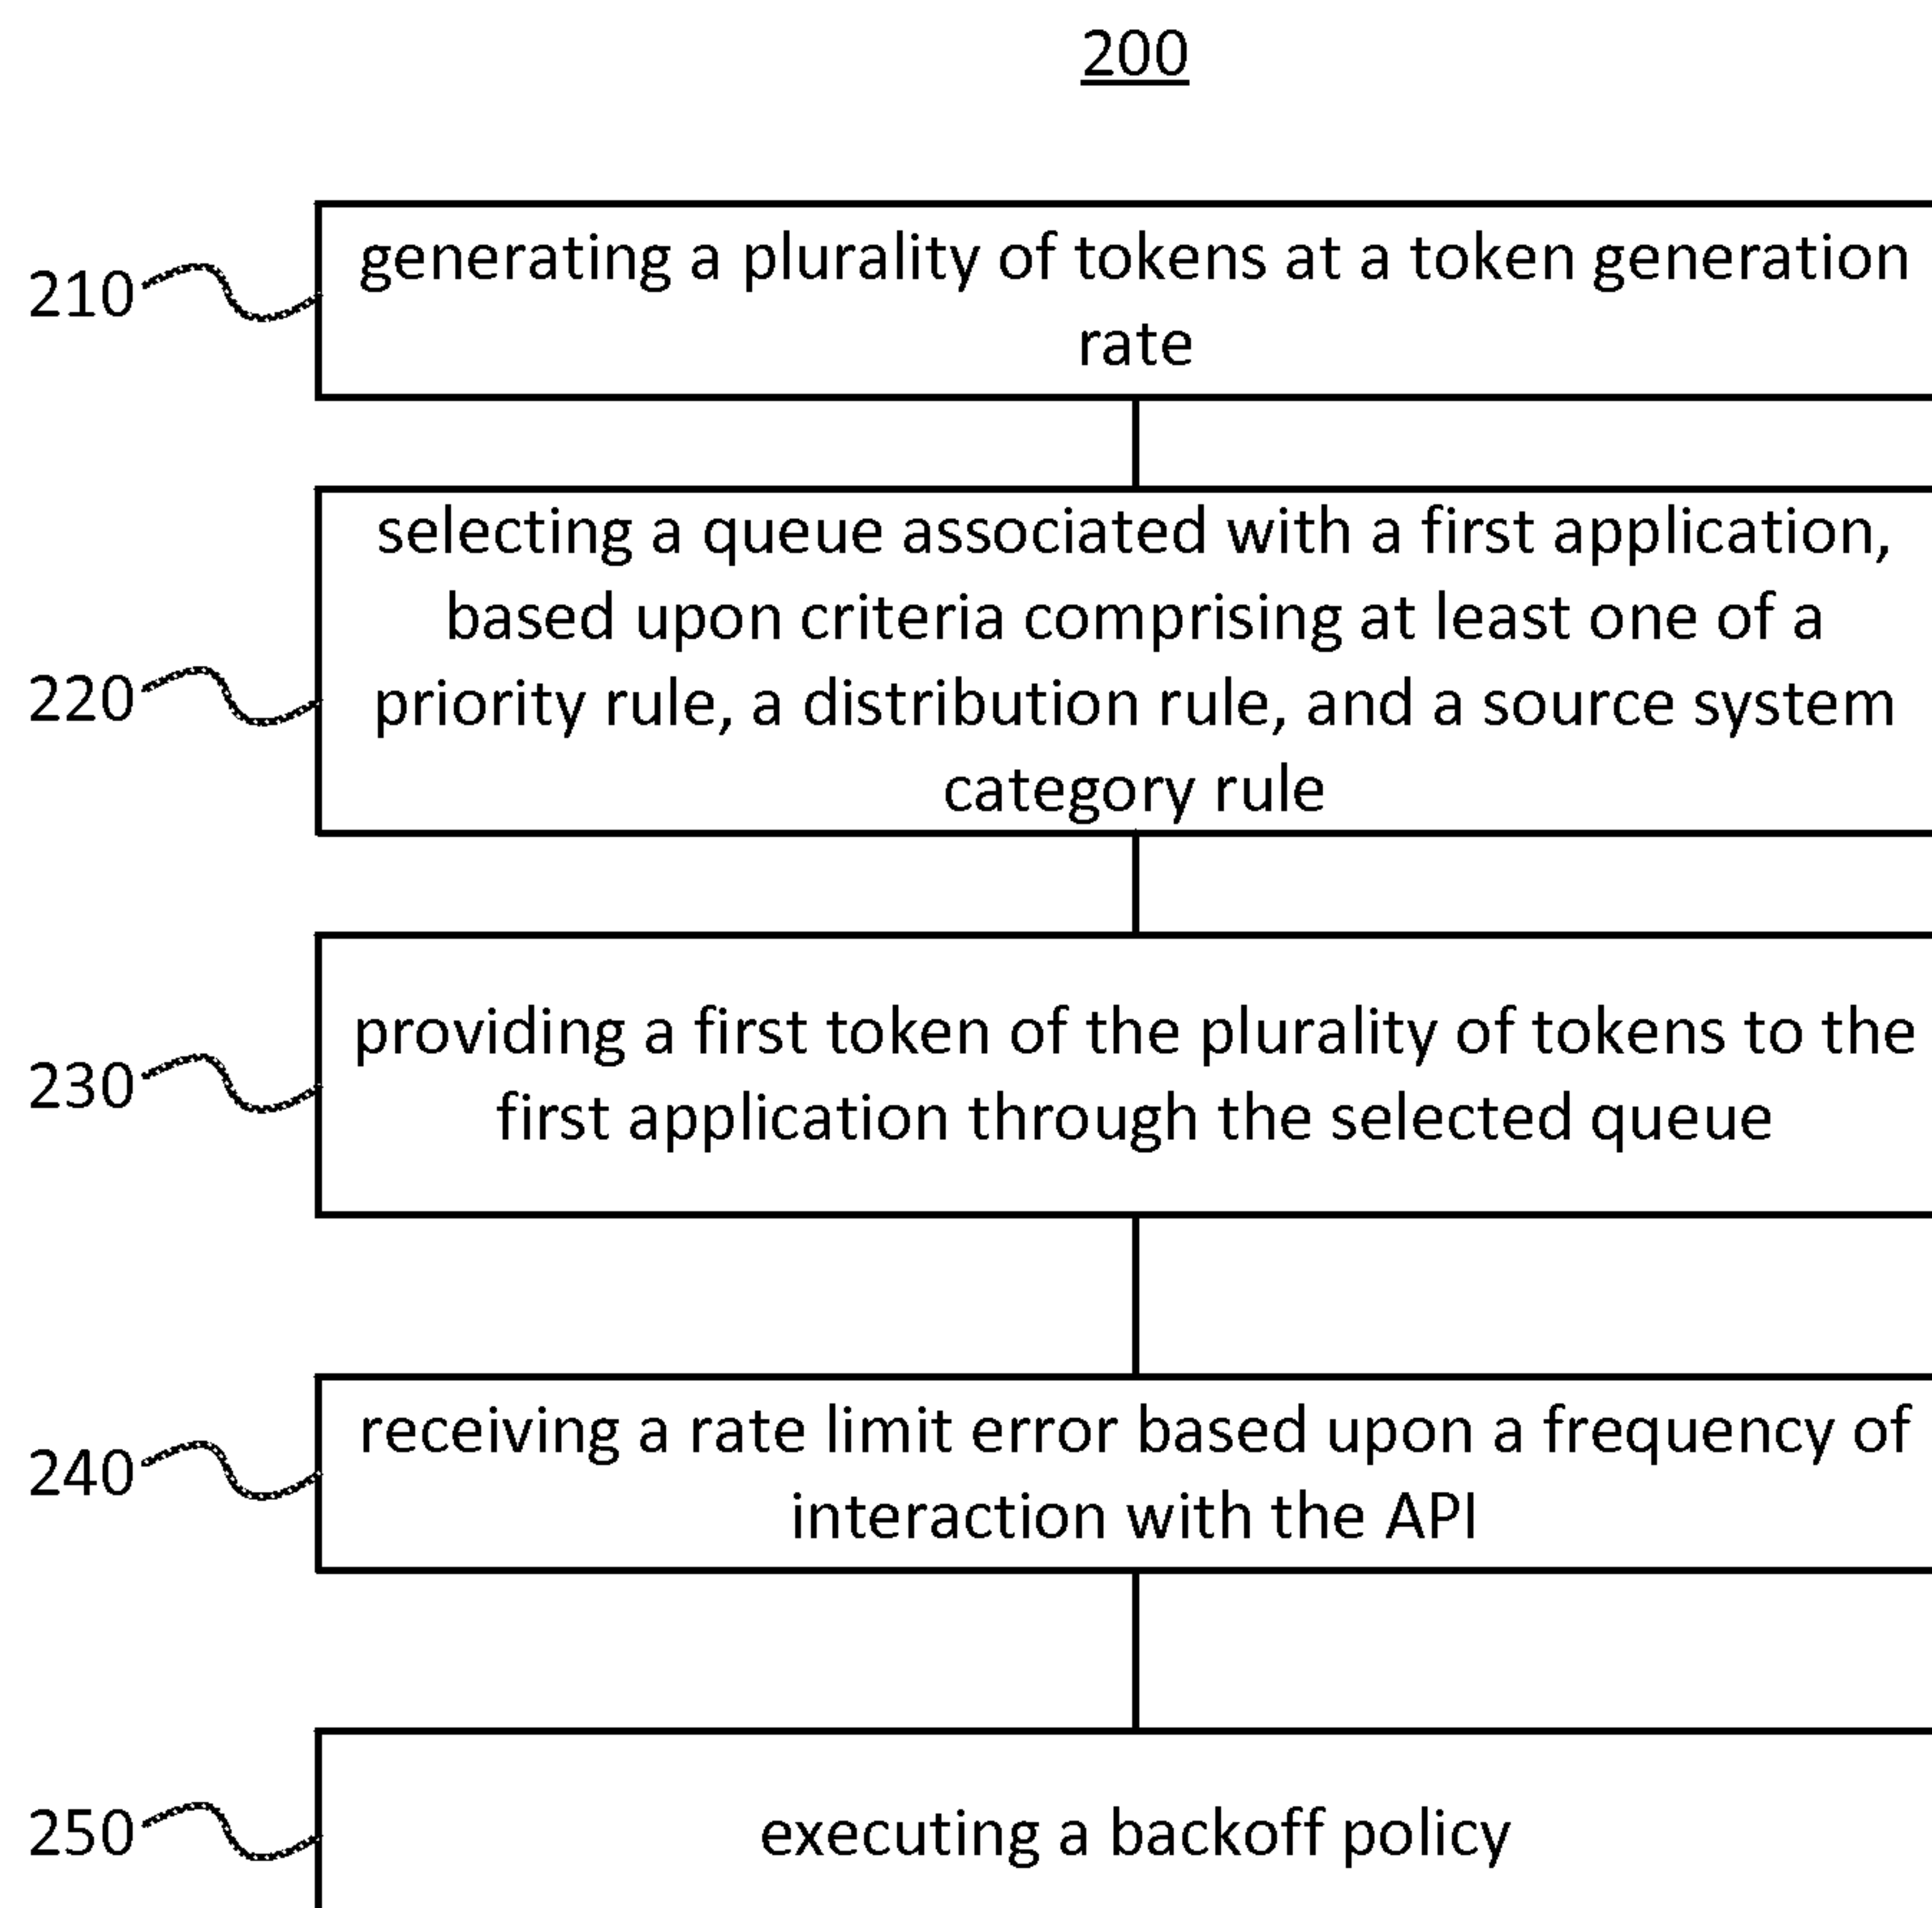 200
210
generating a plurality of tokens at a token generation
rate
220
selecting a queue associated with a first application,
based upon criteria comprising at least one of a
priority rule, a distribution rule, and a source system
category rule
230
providing a first token of the plurality of tokens to the
first application through the selected queue
240
receiving a rate limit error based upon a frequency of
interaction with the API
250
executing a backoff policy